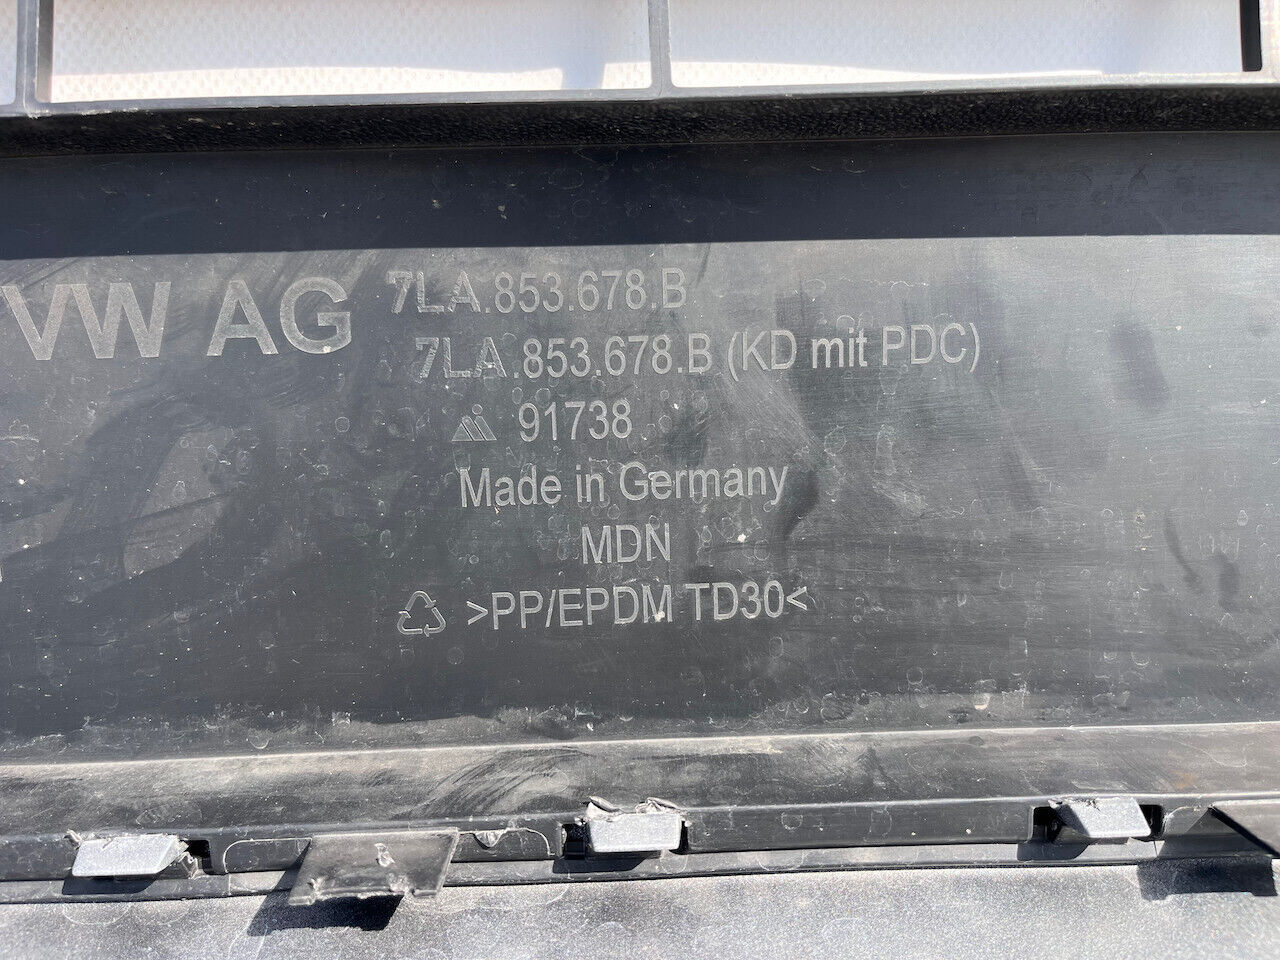 VW AG 7LA.853.678.B
7LA.853.678.B (KD mit PDC)
91738
Made in Germany
MDN
>PP/EPDM TD30<